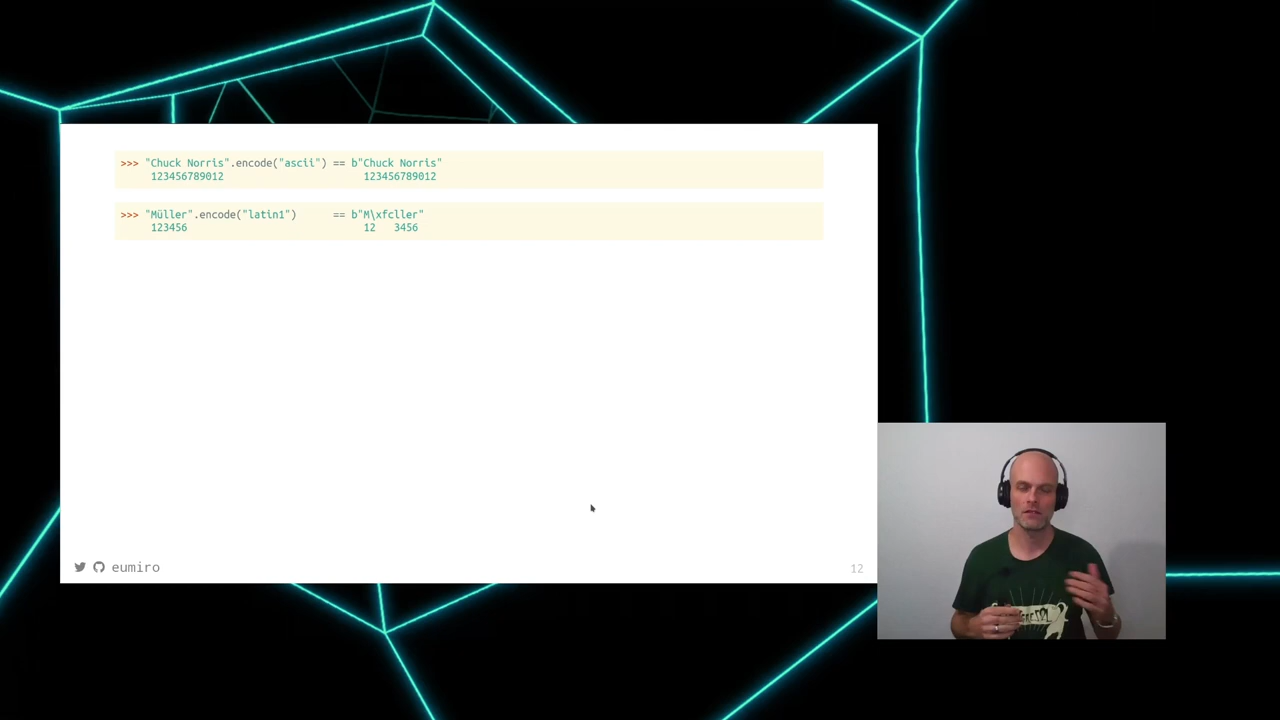 >>> "Chuck Norris".encode("ascii") == b"Chuck Norris"
123456789012 123456789012
>>> "Müller".encode("latin1") == b"M\xfcller"
123456 12 3456
eumiro
12